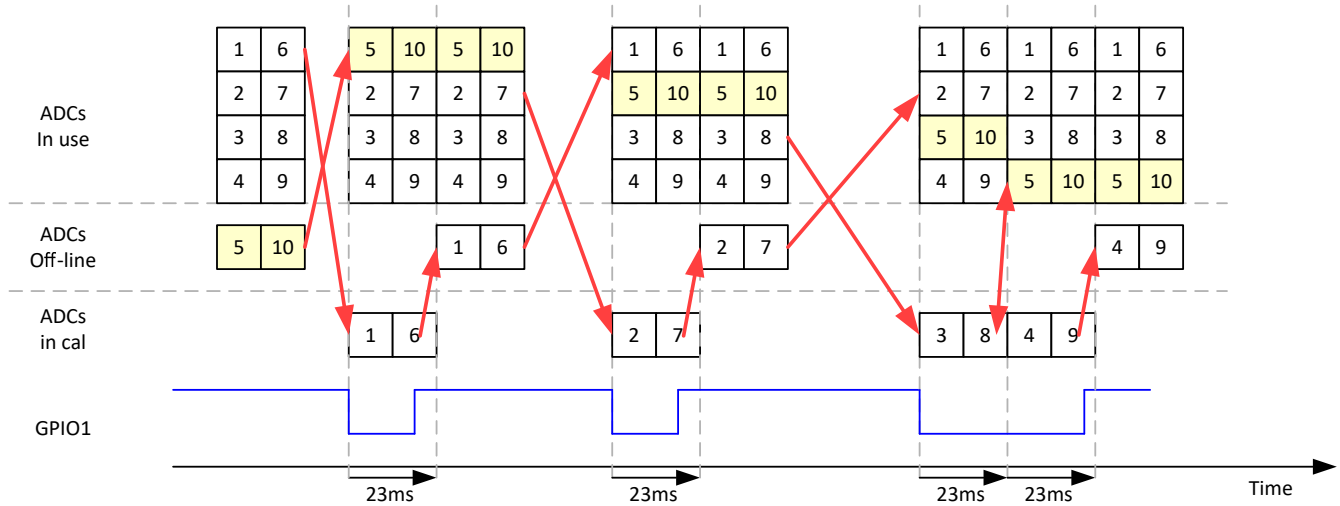 1 6 5 10 5 10 1 6 1 6 1 6 1 6 1 6
ADCs
In use
2 7 2 7 2 7 5 10 5 10 2 7 2 7 2 7
3 8 3 8 3 8 3 8 3 8 5 10 3 8 3 8
4 9 4 9 4 9 4 9 4 9 4 9 5 10 5 10
ADCs
Off-line
5 10 1 6 2 7 4 9
ADCs
in cal
1 6 2 7 3 8 4 9
GPIO1
23ms 23ms 23ms 23ms Time